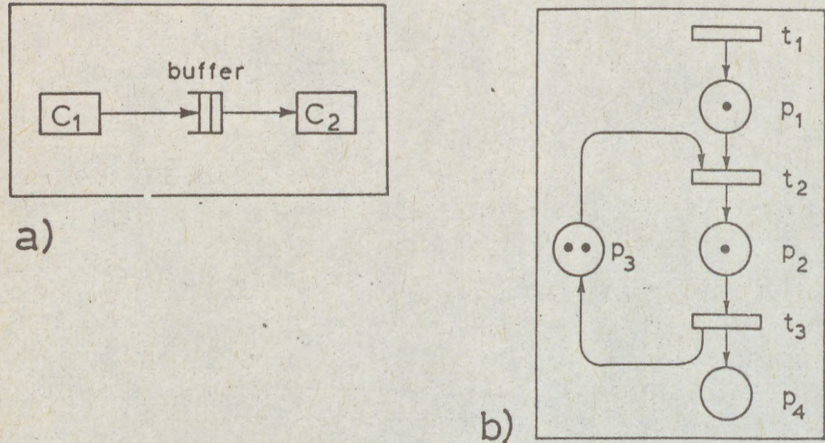 buffer
C₁
C₂
a)
t₁
p₁
t₂
p₃
p₂
t₃
p₄
b)